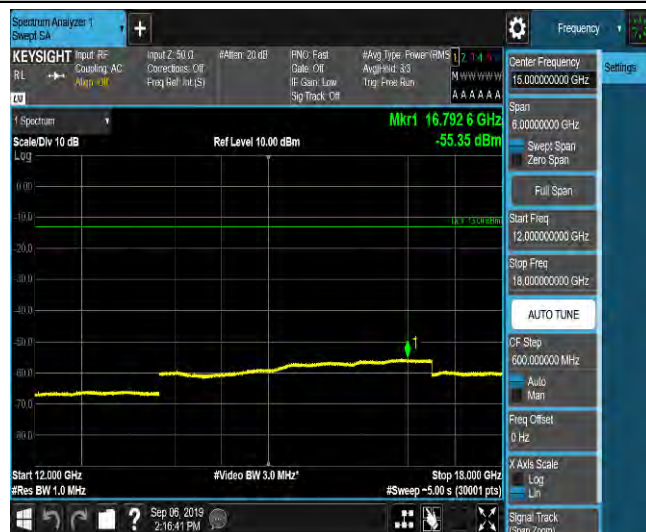 Spectrum Analyzer 1
Swept SA
Frequency
KEYSIGHT Input: RF Input Z: 50 Ω #Atten: 20 dB PNO: Fast #Avg Type: Power (RMS 1 2 3 4 5 6
RL Coupling: AC Corrections: Off Gate: Off Avg|Hold: 3/3 M W W W W W
Align: Off Freq Ref: Int (S) IF Gain: Low Trig: Free Run
Sig Track: Off A A A A A A
Settings
1 Spectrum
Mkr1 16.792 6 GHz
Scale/Div 10 dB Ref Level 10.00 dBm -55.35 dBm
Log
0.00
-10.0
DL1 -13.00 dBm
-20.0
-30.0
-40.0
-50.0
1
-60.0
-70.0
-80.0
Start 12.000 GHz #Video BW 3.0 MHz* Stop 18.000 GHz
#Res BW 1.0 MHz #Sweep ~5.00 s (30001 pts)
Sep 06, 2019
2:16:41 PM
Center Frequency
15.000000000 GHz
Span
6.00000000 GHz
Swept Span
Zero Span
Full Span
Start Freq
12.000000000 GHz
Stop Freq
18.000000000 GHz
AUTO TUNE
CF Step
600.000000 MHz
Auto
Man
Freq Offset
0 Hz
X Axis Scale
Log
Lin
Signal Track
(Span Zoom)